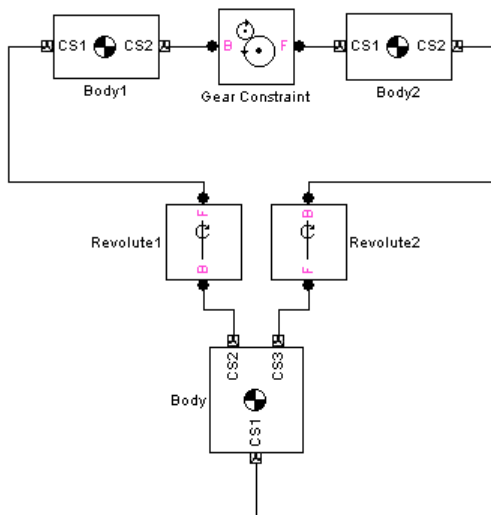 CS1 CS2
B F
CS1 CS2
Body1
Gear Constraint
Body2
F
B
Revolute1
Revolute2
B
F
CS2
CS3
Body
CS1